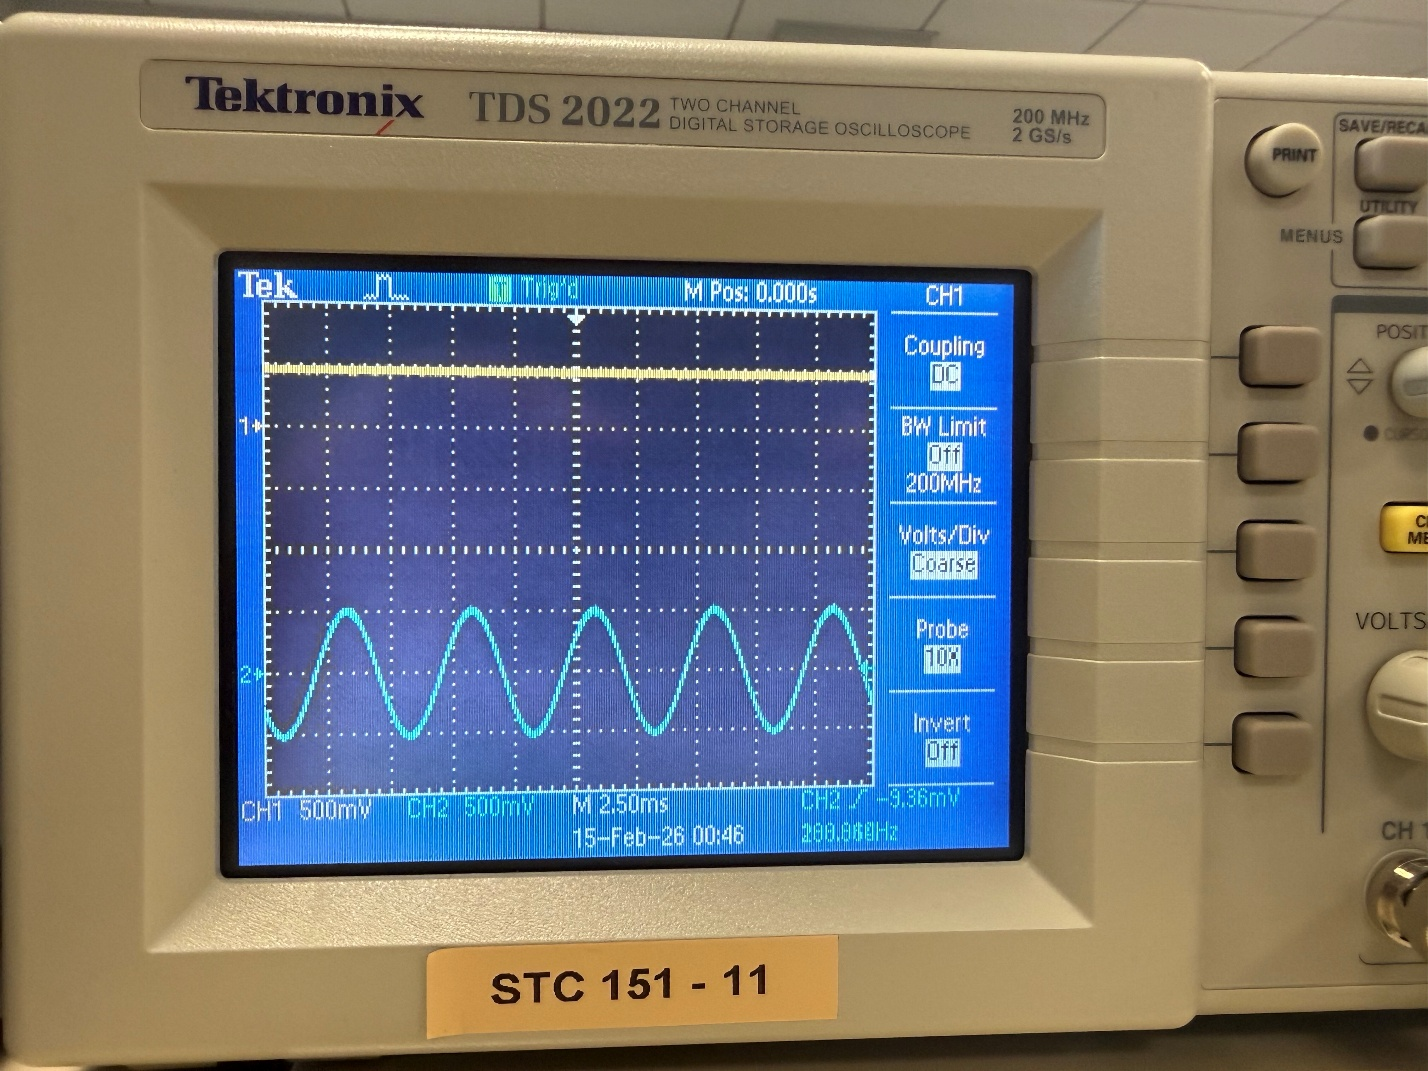 Tektronix TDS 2022 TWO CHANNEL
DIGITAL STORAGE OSCILLOSCOPE
200 MHz
2 GS/s
PRINT
SAVE/RECA
UTILITY
MENUS
Tek
Trig'd
M Pos: 0.000s
CH1
Coupling
DC
BW Limit
Off
200MHz
Volts/Div
Coarse
Probe
10X
Invert
Off
1
2
CH1 500mV
CH2 500mV
M 2.50ms
CH2 -9.36mV
15-Feb-26 00:46
POSIT
ME
VOLTS
CH 1
STC 151 - 11